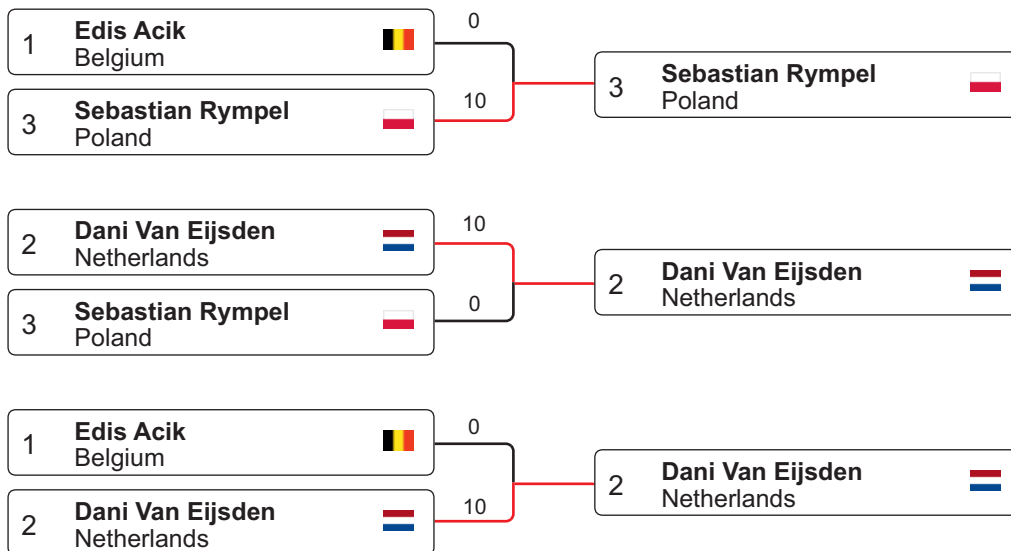 1
Edis Acik
Belgium
0
3
Sebastian Rympel
Poland
10
3
Sebastian Rympel
Poland
2
Dani Van Eijsden
Netherlands
10
3
Sebastian Rympel
Poland
0
2
Dani Van Eijsden
Netherlands
1
Edis Acik
Belgium
0
2
Dani Van Eijsden
Netherlands
10
2
Dani Van Eijsden
Netherlands